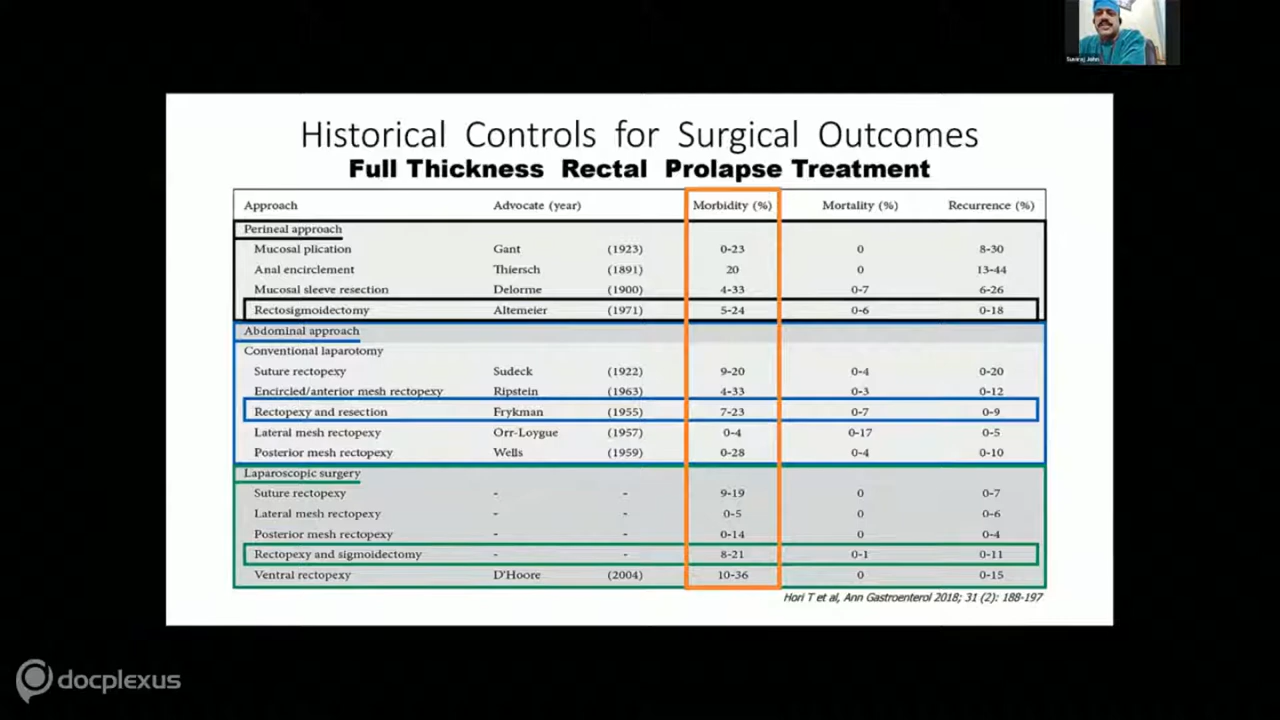 Suviraj John
Historical Controls for Surgical Outcomes
Full Thickness Rectal Prolapse Treatment
Approach Advocate (year) Morbidity (%) Mortality (%) Recurrence (%)
Perineal approach
Mucosal plication Gant (1923) 0-23 0 8-30
Anal encirclement Thiersch (1891) 20 0 13-44
Mucosal sleeve resection Delorme (1900) 4-33 0-7 6-26
Rectosigmoidectomy Altemeier (1971) 5-24 0-6 0-18
Abdominal approach
Conventional laparotomy
Suture rectopexy Sudeck (1922) 9-20 0-4 0-20
Encircled/anterior mesh rectopexy Ripstein (1963) 4-33 0-3 0-12
Rectopexy and resection Frykman (1955) 7-23 0-7 0-9
Lateral mesh rectopexy Orr-Loygue (1957) 0-4 0-17 0-5
Posterior mesh rectopexy Wells (1959) 0-28 0-4 0-10
Laparoscopic surgery
Suture rectopexy - - 9-19 0 0-7
Lateral mesh rectopexy - - 0-5 0 0-6
Posterior mesh rectopexy - - 0-14 0 0-4
Rectopexy and sigmoidectomy - - 8-21 0-1 0-11
Ventral rectopexy D'Hoore (2004) 10-36 0 0-15
Hori T et al, Ann Gastroenterol 2018; 31 (2): 188-197
docplexus